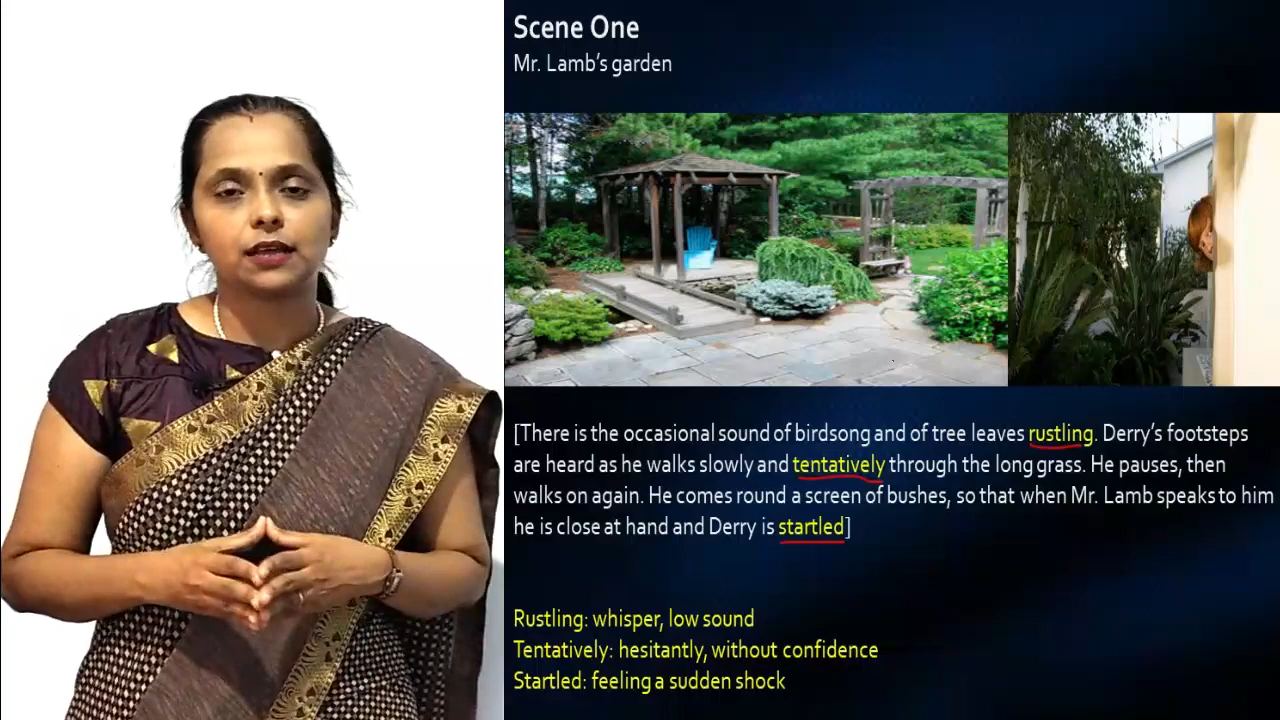 Scene One
Mr. Lamb's garden
[There is the occasional sound of birdsong and of tree leaves rustling. Derry's footsteps
are heard as he walks slowly and tentatively through the long grass. He pauses, then
walks on again. He comes round a screen of bushes, so that when Mr. Lamb speaks to him
he is close at hand and Derry is startled]
Rustling: whisper, low sound
Tentatively: hesitantly, without confidence
Startled: feeling a sudden shock